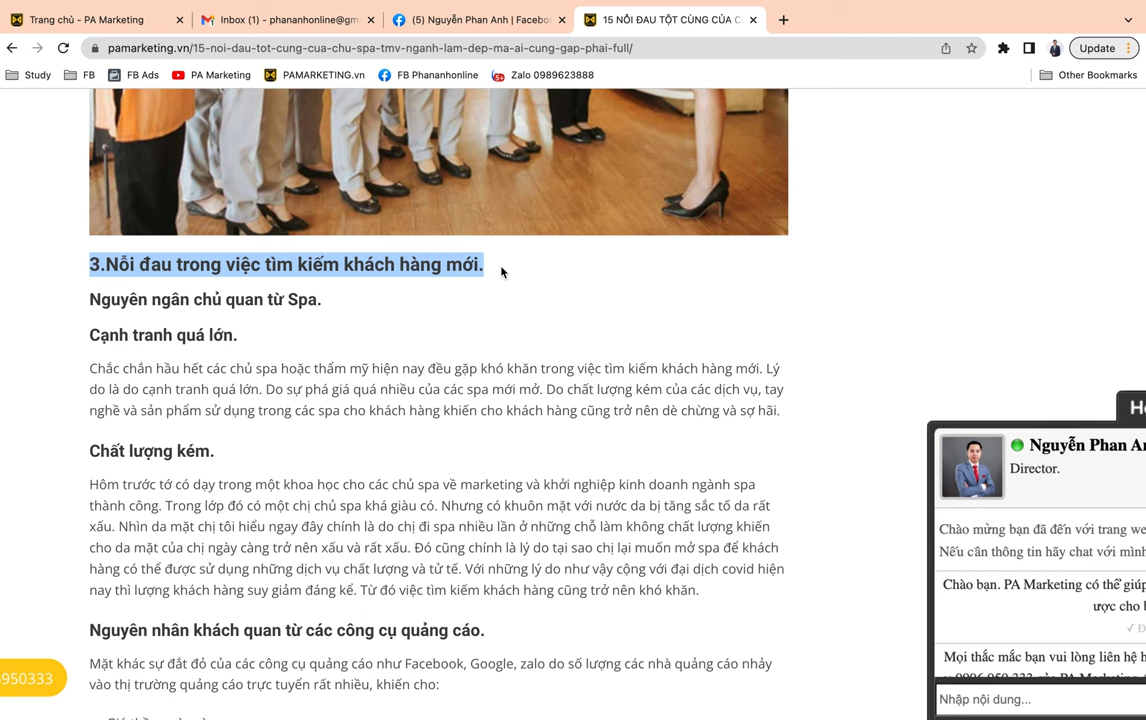 Trang chủ - PA Marketing
Inbox (1) - phananhonline@gm
(5) Nguyễn Phan Anh | Facebo
15 NỖI ĐAU TỘT CÙNG CỦA C
pamarketing.vn/15-noi-dau-tot-cung-cua-chu-spa-tmv-nganh-lam-dep-ma-ai-cung-gap-phai-full/
Update
Study
FB
FB Ads
PA Marketing
PAMARKETING.vn
FB Phananhonline
Zalo 0989623888
Other Bookmarks
3.Nỗi đau trong việc tìm kiếm khách hàng mới.
Nguyên ngân chủ quan từ Spa.
Cạnh tranh quá lớn.
Chắc chắn hầu hết các chủ spa hoặc thẩm mỹ hiện nay đều gặp khó khăn trong việc tìm kiếm khách hàng mới. Lý
do là do cạnh tranh quá lớn. Do sự phá giá quá nhiều của các spa mới mở. Do chất lượng kém của các dịch vụ, tay
nghề và sản phẩm sử dụng trong các spa cho khách hàng khiến cho khách hàng cũng trở nên dè chừng và sợ hãi.
Chất lượng kém.
Hôm trước tớ có dạy trong một khoa học cho các chủ spa về marketing và khởi nghiệp kinh doanh ngành spa
thành công. Trong lớp đó có một chị chủ spa khá giàu có. Nhưng có khuôn mặt với nước da bị tăng sắc tố da rất
xấu. Nhìn da mặt chị tôi hiểu ngay đây chính là do chị đi spa nhiều lần ở những chỗ làm không chất lượng khiến
cho da mặt của chị ngày càng trở nên xấu và rất xấu. Đó cũng chính là lý do tại sao chị lại muốn mở spa để khách
hàng có thể được sử dụng những dịch vụ chất lượng và tử tế. Với những lý do như vậy cộng với đại dịch covid hiện
nay thì lượng khách hàng suy giảm đáng kể. Từ đó việc tìm kiếm khách hàng cũng trở nên khó khăn.
Nguyên nhân khách quan từ các công cụ quảng cáo.
Mặt khác sự đắt đỏ của các công cụ quảng cáo như Facebook, Google, zalo do số lượng các nhà quảng cáo nhảy
vào thị trường quảng cáo trực tuyến rất nhiều, khiến cho:
950333
Nguyễn Phan An
Director.
Chào mừng bạn đã đến với trang we
Nếu cần thông tin hãy chat với mình
Chào bạn. PA Marketing có thể giúp
ược cho b
Mọi thắc mắc bạn vui lòng liên hệ h
Nhập nội dung...